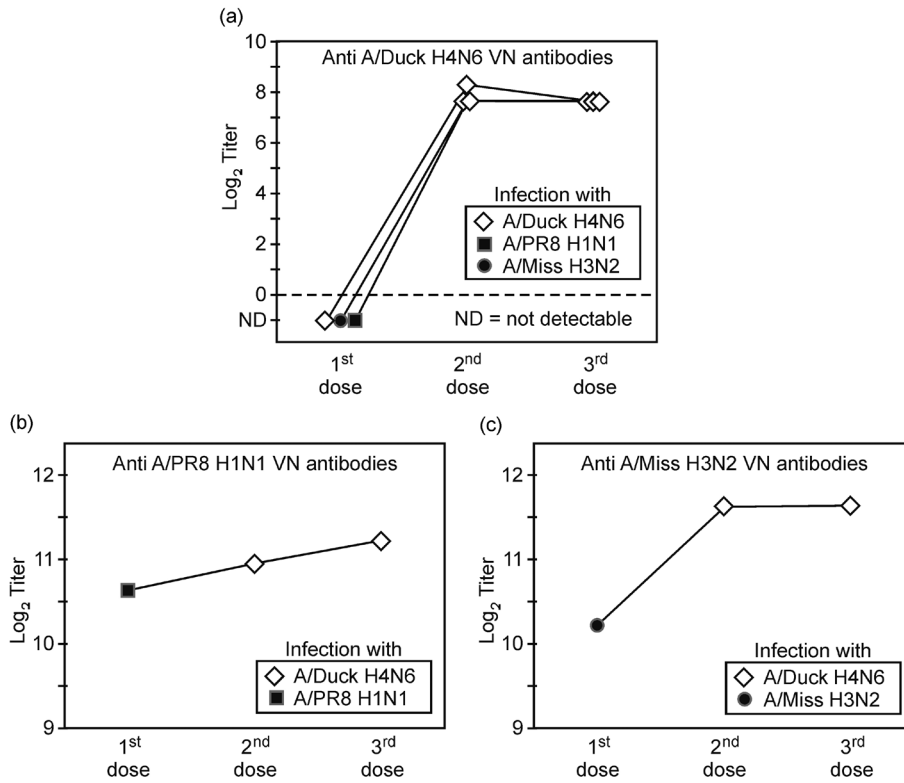 (a)
Anti A/Duck H4N6 VN antibodies
10
8
6
4
2
0
ND
Log₂ Titer
Infection with
A/Duck H4N6
A/PR8 H1N1
A/Miss H3N2
ND = not detectable
1st dose
2nd dose
3rd dose
(b)
Anti A/PR8 H1N1 VN antibodies
12
11
10
9
Log₂ Titer
Infection with
A/Duck H4N6
A/PR8 H1N1
1st dose
2nd dose
3rd dose
(c)
Anti A/Miss H3N2 VN antibodies
12
11
10
9
Log₂ Titer
Infection with
A/Duck H4N6
A/Miss H3N2
1st dose
2nd dose
3rd dose